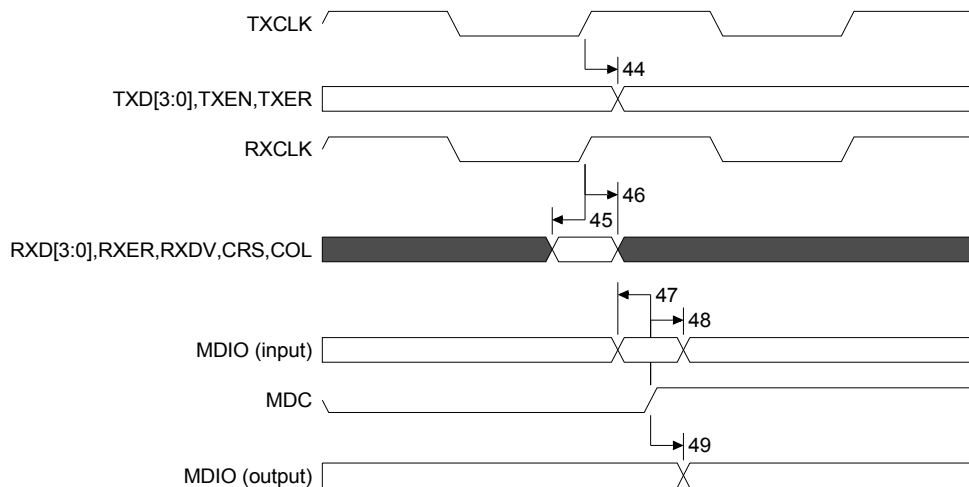 TXCLK
44
TXD[3:0],TXEN,TXER
RXCLK
46
45
RXD[3:0],RXER,RXDV,CRS,COL
47
48
MDIO (input)
MDC
49
MDIO (output)